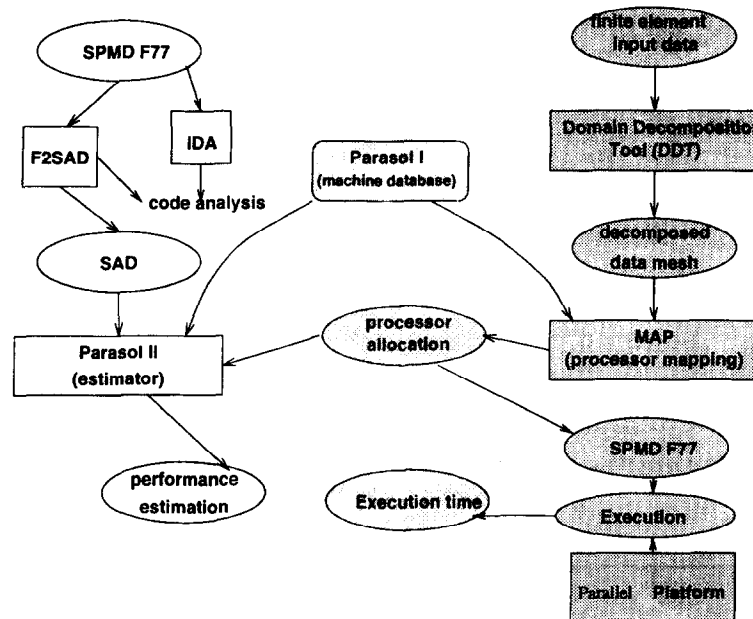 SPMD F77
finite element
input data
F2SAD
IDA
Parasol I
(machine database)
Domain Decomposition
Tool (DDT)
code analysis
SAD
decomposed
data mesh
Parasol II
(estimator)
processor
allocation
MAP
(processor mapping)
SPMD F77
performance
estimation
Execution time
Execution
Parallel Platform